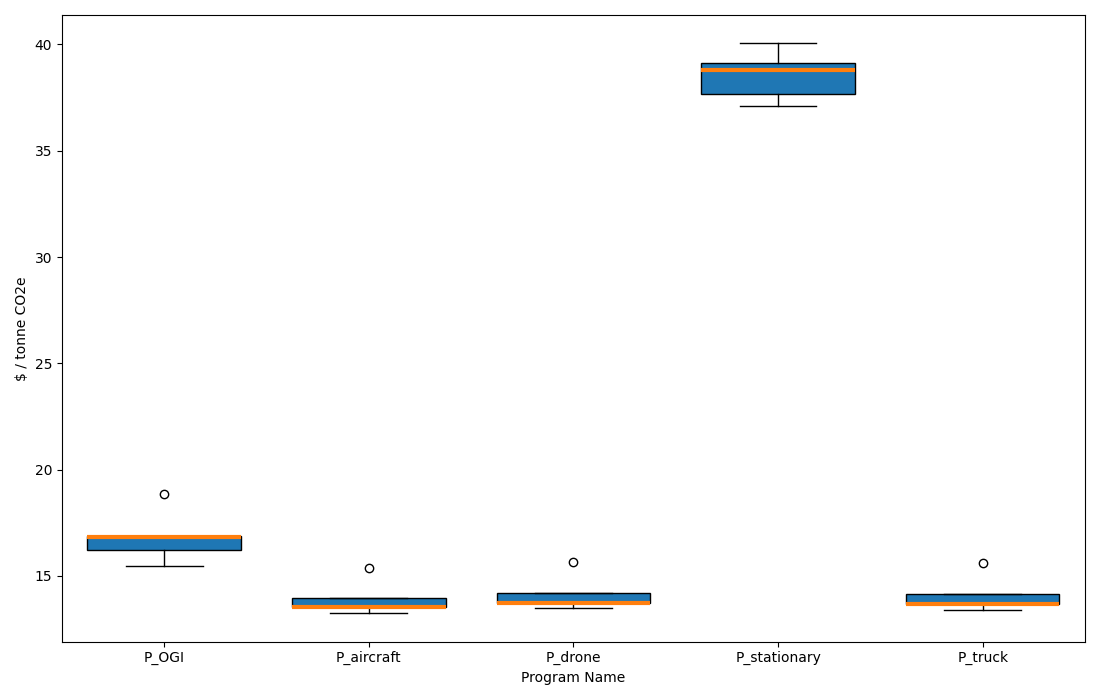 $ / tonne CO2e
40
35
30
25
20
15
P_OGI P_aircraft P_drone P_stationary P_truck
Program Name